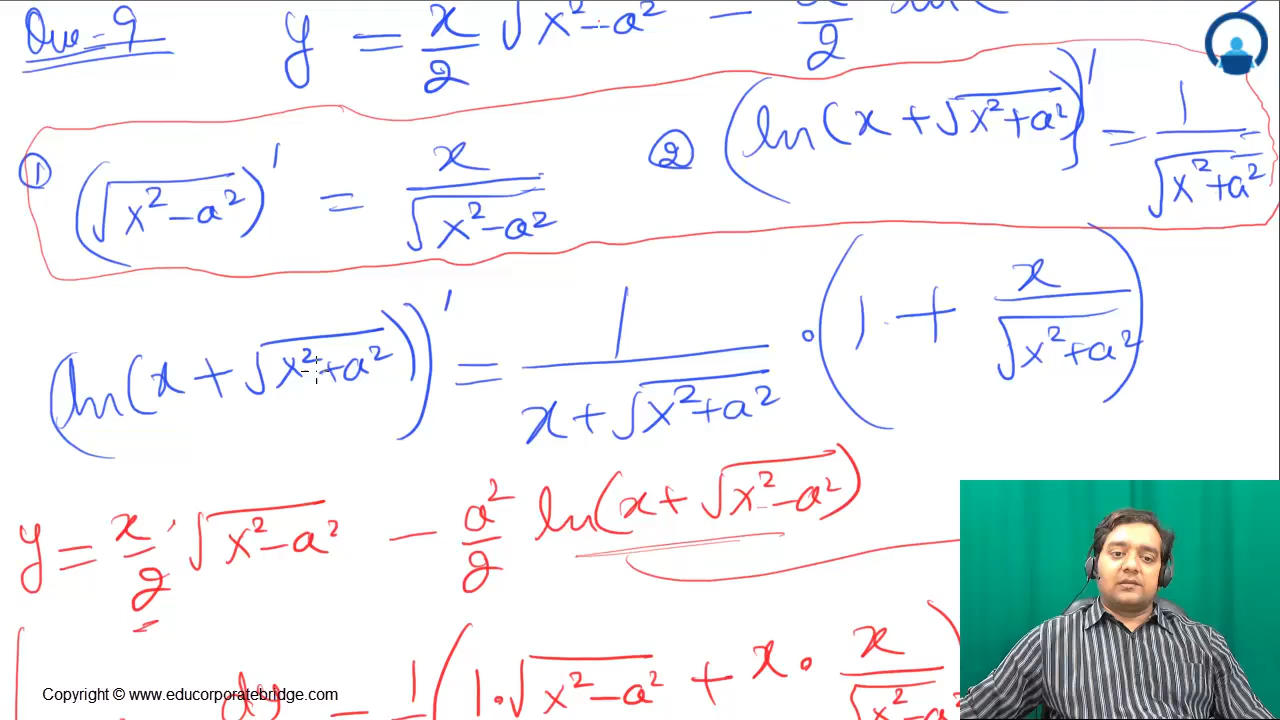 Que-9 y = x/2 √x²-a² - /2
① (√x²-a²)' = x/√x²-a² ② (ln(x+√x²+a²)' = 1/√x²+a²
(ln(x+√x²+a²))' = 1/x+√x²+a² · (1 + x/√x²+a²)
y = x/2 · √x²-a² - a²/2 ln(x+√x²-a²)
dy = 1 (1·√x²-a² + x · x/√x²-a²)
Copyright © www.educorporatebridge.com